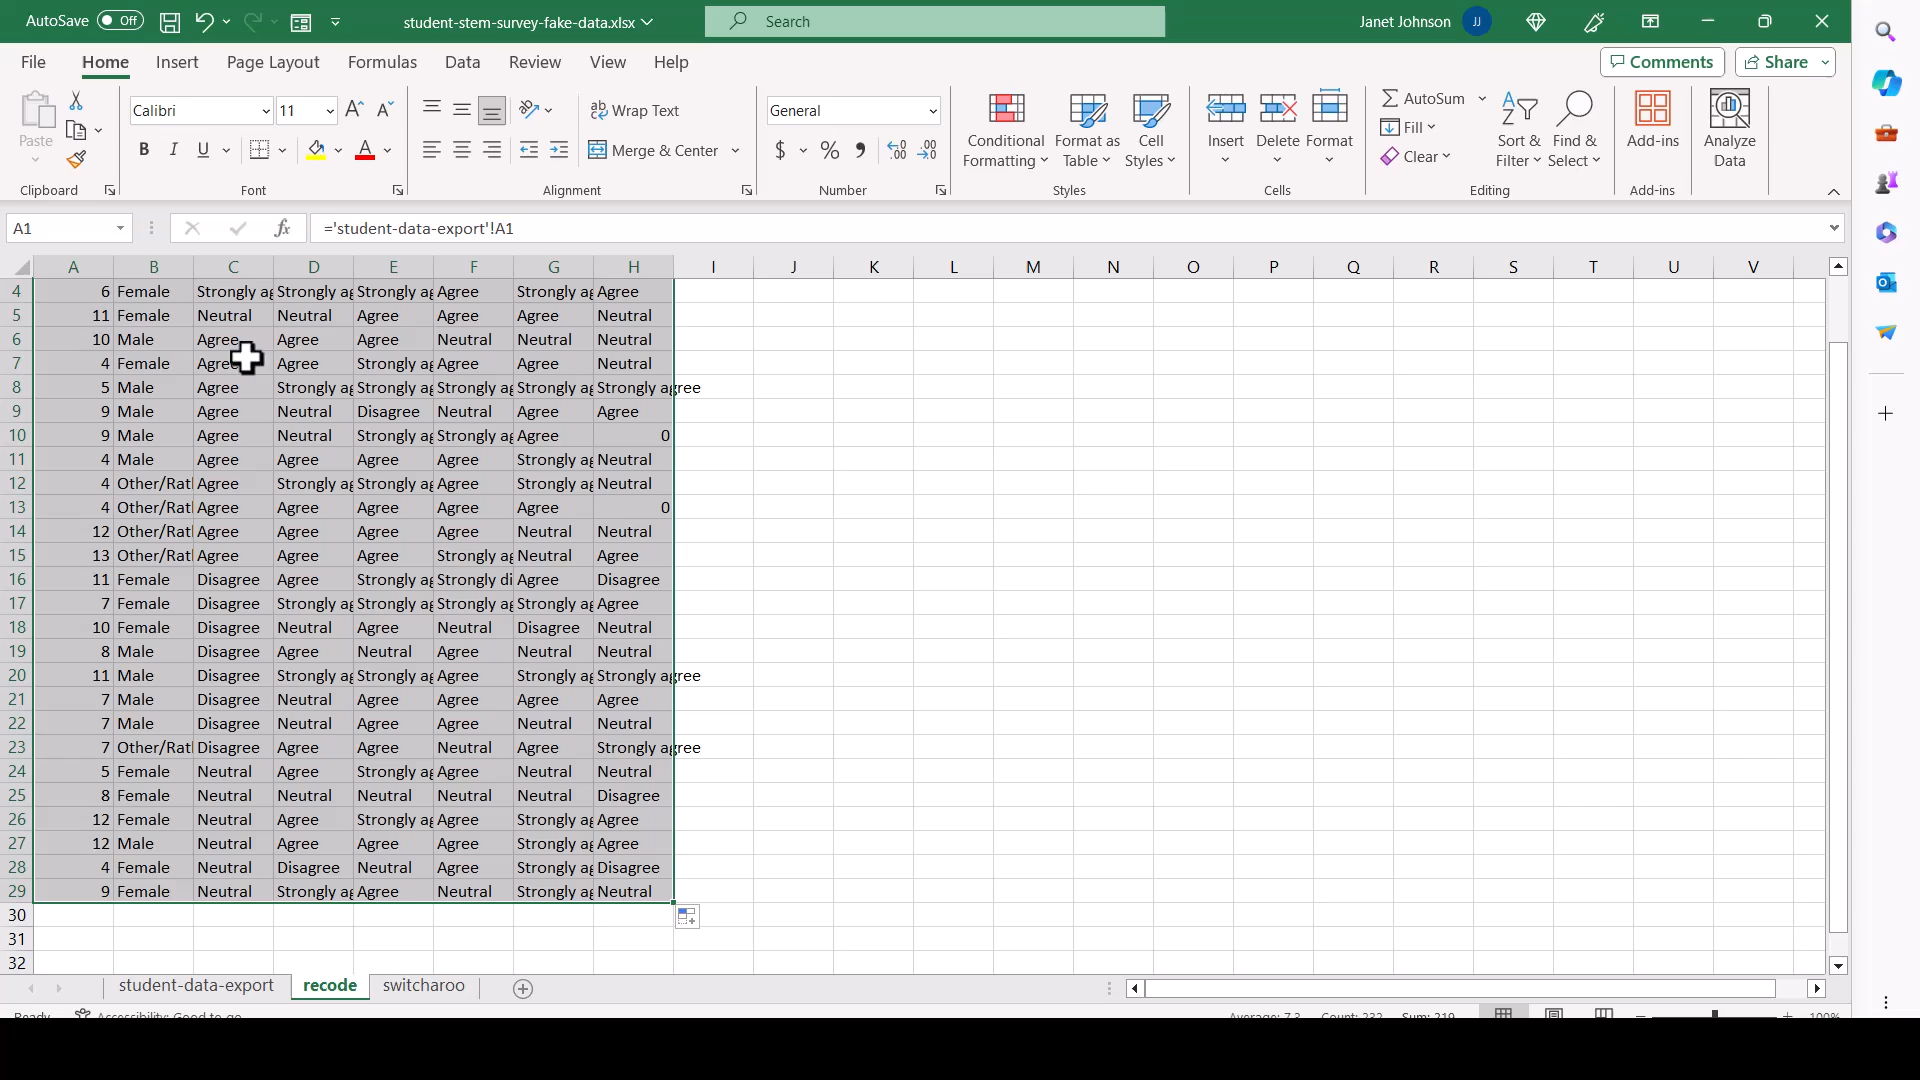 AutoSave Off student-stem-survey-fake-data.xlsx Search Janet Johnson JJ
File Home Insert Page Layout Formulas Data Review View Help Comments Share
Paste Calibri 11 Wrap Text General Conditional Formatting Format as Table Cell Styles Insert Delete Format AutoSum Fill Clear Sort & Filter Find & Select Add-ins Analyze Data
B I U A Merge & Center $ %
Clipboard Font Alignment Number Styles Cells Editing Add-ins
A1 fx ='student-data-export'!A1
A B C D E F G H I J K L M N O P Q R S T U V
4 6 Female Strongly ag Strongly ag Strongly ag Agree Strongly ag Agree
5 11 Female Neutral Neutral Agree Agree Agree Neutral
6 10 Male Agree Agree Agree Neutral Neutral Neutral
7 4 Female Agree Agree Strongly ag Agree Agree Neutral
8 5 Male Agree Strongly ag Strongly ag Strongly ag Strongly ag Strongly agree
9 9 Male Agree Neutral Disagree Neutral Agree Agree
10 9 Male Agree Neutral Strongly ag Strongly ag Agree 0
11 4 Male Agree Agree Agree Agree Strongly ag Neutral
12 4 Other/Rat Agree Strongly ag Strongly ag Agree Strongly ag Neutral
13 4 Other/Rat Agree Agree Agree Agree Agree 0
14 12 Other/Rat Agree Agree Agree Agree Neutral Neutral
15 13 Other/Rat Agree Agree Agree Strongly ag Neutral Agree
16 11 Female Disagree Agree Strongly ag Strongly di Agree Disagree
17 7 Female Disagree Strongly ag Strongly ag Strongly ag Strongly ag Agree
18 10 Female Disagree Neutral Agree Neutral Disagree Neutral
19 8 Male Disagree Agree Neutral Agree Neutral Neutral
20 11 Male Disagree Strongly ag Strongly ag Agree Strongly ag Strongly agree
21 7 Male Disagree Neutral Agree Agree Agree Agree
22 7 Male Disagree Neutral Agree Agree Neutral Neutral
23 7 Other/Rat Disagree Agree Agree Neutral Agree Strongly agree
24 5 Female Neutral Agree Strongly ag Agree Neutral Neutral
25 8 Female Neutral Neutral Neutral Neutral Neutral Disagree
26 12 Female Neutral Agree Strongly ag Agree Strongly ag Agree
27 12 Male Neutral Agree Agree Agree Strongly ag Agree
28 4 Female Neutral Disagree Neutral Agree Strongly ag Disagree
29 9 Female Neutral Strongly ag Agree Neutral Strongly ag Neutral
30
31
32
student-data-export recode switcharoo
Ready Accessibility: Good to go Average: 7.3 Count: 232 Sum: 219 100%